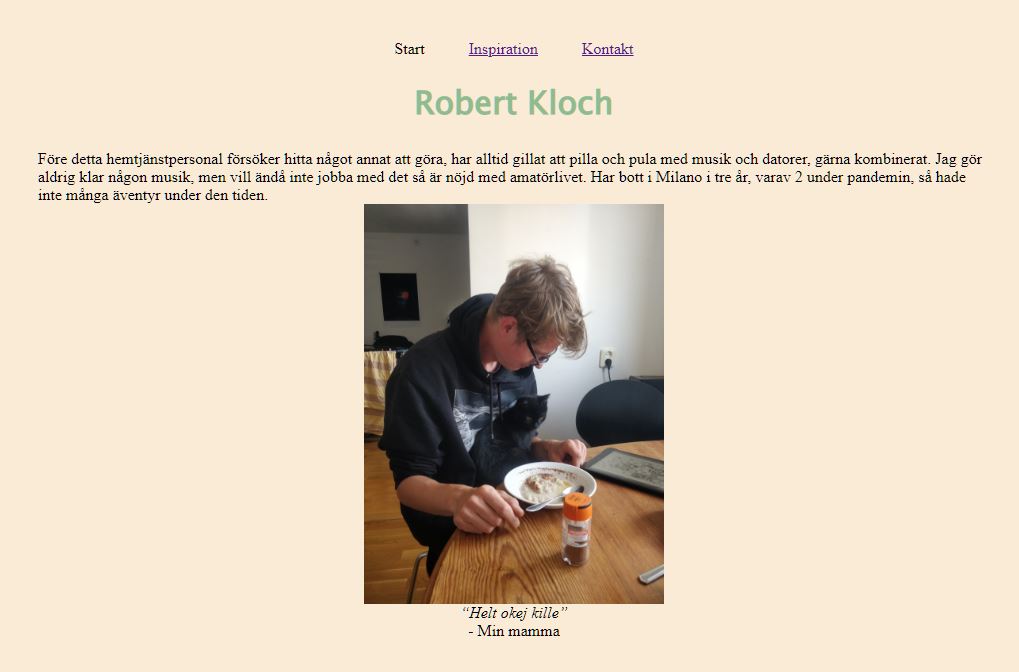 Start Inspiration Kontakt
Robert Kloch
Före detta hemtjänstpersonal försöker hitta något annat att göra, har alltid gillat att pilla och pula med musik och datorer, gärna kombinerat. Jag gör
aldrig klar någon musik, men vill ändå inte jobba med det så är nöjd med amatörlivet. Har bott i Milano i tre år, varav 2 under pandemin, så hade
inte många äventyr under den tiden.
“Helt okej kille”
- Min mamma